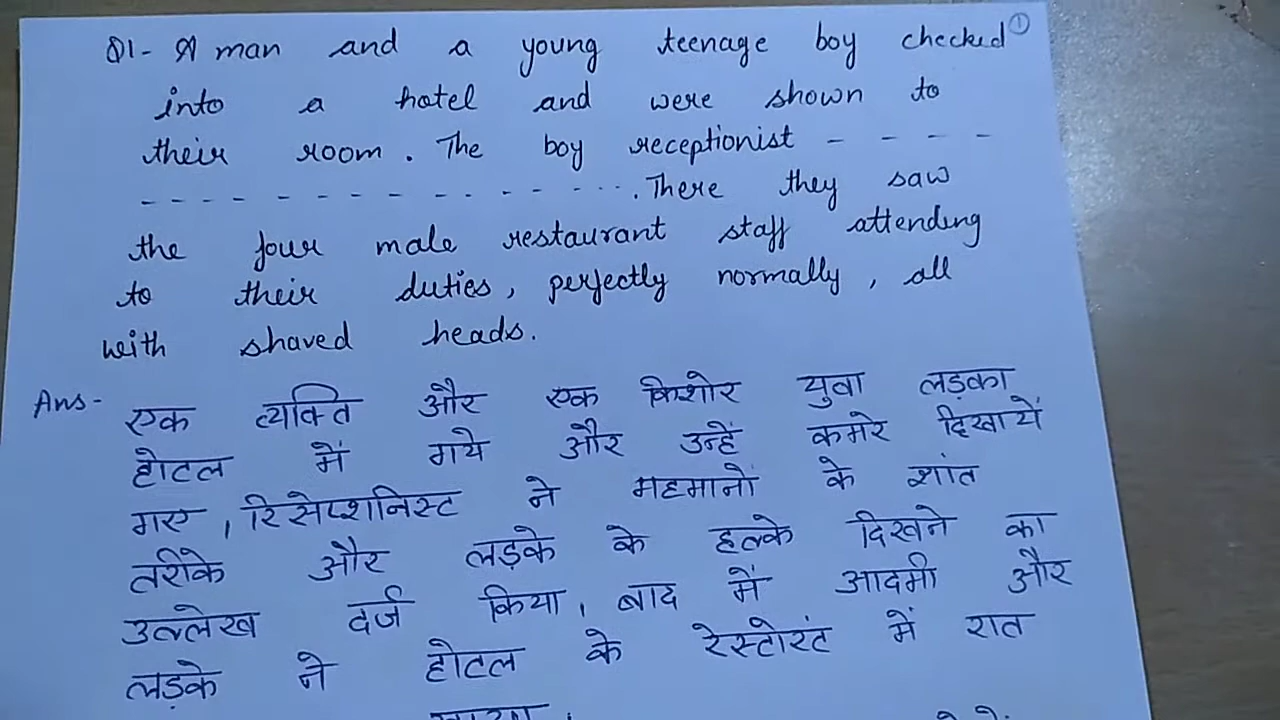 Q1- A man and a young teenage boy checked ①
into a hotel and were shown to
their room. The boy receptionist - - - -
- - - - - - - - - - - - - - - - -. There they saw
the four male restaurant staff attending
to their duties, perfectly normally, all
with shaved heads.
Ans- एक व्यक्ति और एक किशोर युवा लड़का
होटल में गये और उन्हें कमरे दिखायें
गए, रिसेप्शनिस्ट ने महमानों के शांत
तरीके और लड़के के हल्के दिखने का
उल्लेख दर्ज किया, बाद में आदमी और
लड़के ने होटल के रेस्टोरेंट में रात